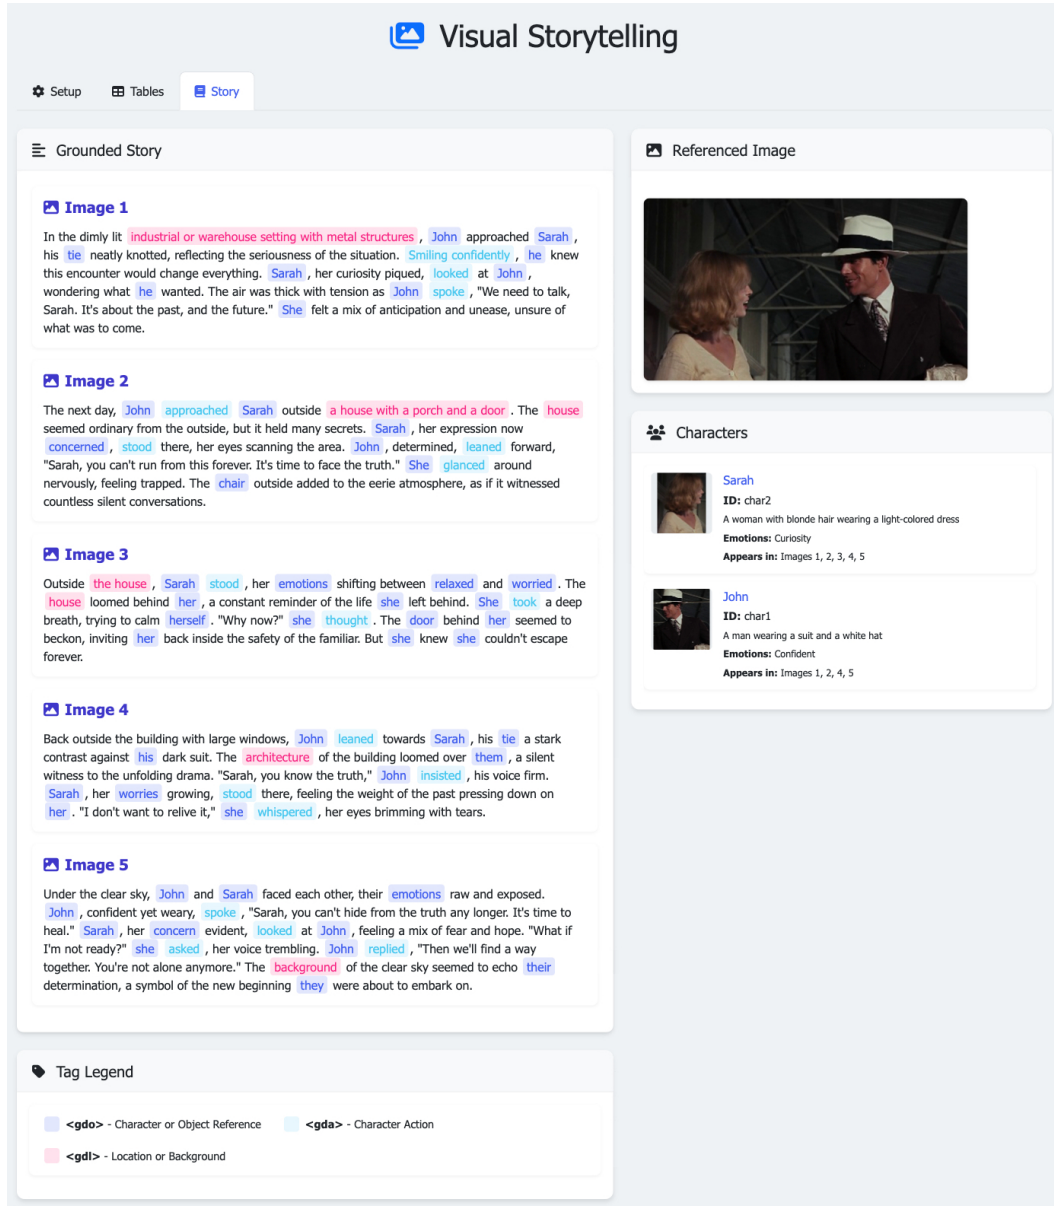 Visual Storytelling
Setup Tables Story
Grounded Story
Image 1
In the dimly lit industrial or warehouse setting with metal structures , John approached Sarah ,
his tie neatly knotted, reflecting the seriousness of the situation. Smiling confidently , he knew
this encounter would change everything. Sarah , her curiosity piqued, looked at John ,
wondering what he wanted. The air was thick with tension as John spoke , "We need to talk,
Sarah. It's about the past, and the future." She felt a mix of anticipation and unease, unsure of
what was to come.
Image 2
The next day, John approached Sarah outside a house with a porch and a door . The house
seemed ordinary from the outside, but it held many secrets. Sarah , her expression now
concerned , stood there, her eyes scanning the area. John , determined, leaned forward,
"Sarah, you can't run from this forever. It's time to face the truth." She glanced around
nervously, feeling trapped. The chair outside added to the eerie atmosphere, as if it witnessed
countless silent conversations.
Image 3
Outside the house , Sarah stood , her emotions shifting between relaxed and worried . The
house loomed behind her , a constant reminder of the life she left behind. She took a deep
breath, trying to calm herself . "Why now?" she thought . The door behind her seemed to
beckon, inviting her back inside the safety of the familiar. But she knew she couldn't escape
forever.
Image 4
Back outside the building with large windows, John leaned towards Sarah , his tie a stark
contrast against his dark suit. The architecture of the building loomed over them , a silent
witness to the unfolding drama. "Sarah, you know the truth," John insisted , his voice firm.
Sarah , her worries growing, stood there, feeling the weight of the past pressing down on
her . "I don't want to relive it," she whispered , her eyes brimming with tears.
Image 5
Under the clear sky, John and Sarah faced each other, their emotions raw and exposed.
John , confident yet weary, spoke , "Sarah, you can't hide from the truth any longer. It's time to
heal." Sarah , her concern evident, looked at John , feeling a mix of fear and hope. "What if
I'm not ready?" she asked , her voice trembling. John replied , "Then we'll find a way
together. You're not alone anymore." The background of the clear sky seemed to echo their
determination, a symbol of the new beginning they were about to embark on.
Tag Legend
<gdo> - Character or Object Reference <gda> - Character Action
<gdl> - Location or Background
Referenced Image
Characters
Sarah
ID: char2
A woman with blonde hair wearing a light-colored dress
Emotions: Curiosity
Appears in: Images 1, 2, 3, 4, 5
John
ID: char1
A man wearing a suit and a white hat
Emotions: Confident
Appears in: Images 1, 2, 4, 5